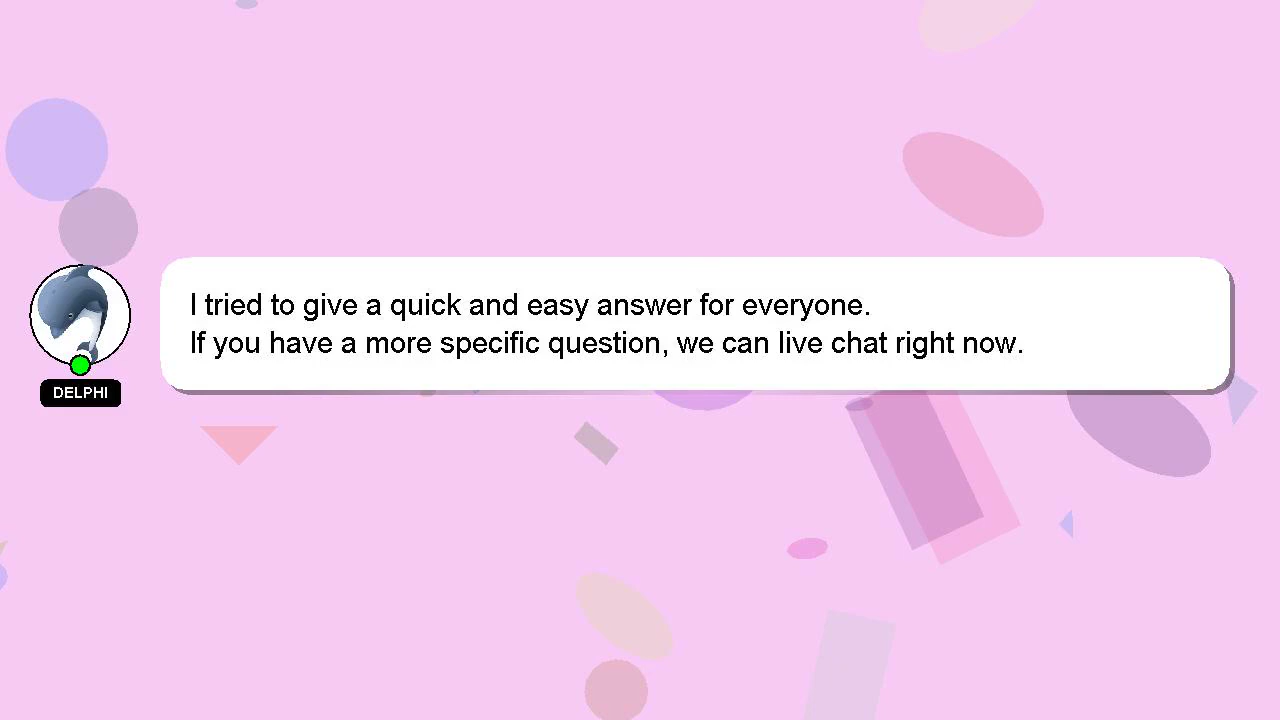 I tried to give a quick and easy answer for everyone.
If you have a more specific question, we can live chat right now.
DELPHI